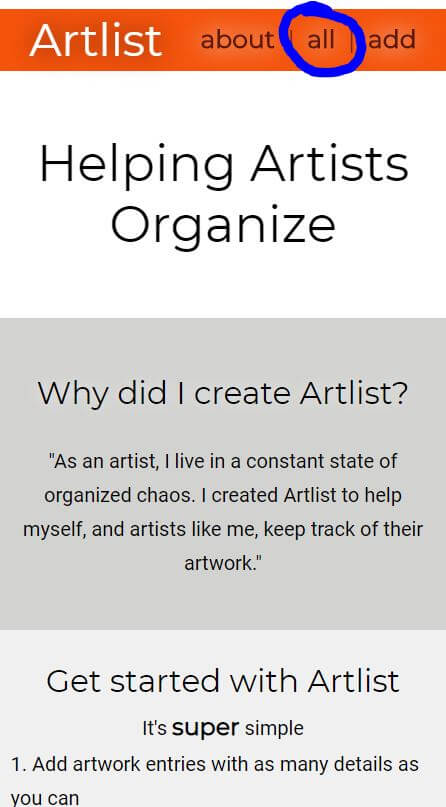 Artlist about | all | add
Helping Artists
Organize
Why did I create Artlist?
"As an artist, I live in a constant state of
organized chaos. I created Artlist to help
myself, and artists like me, keep track of their
artwork."
Get started with Artlist
It's super simple
1. Add artwork entries with as many details as
you can